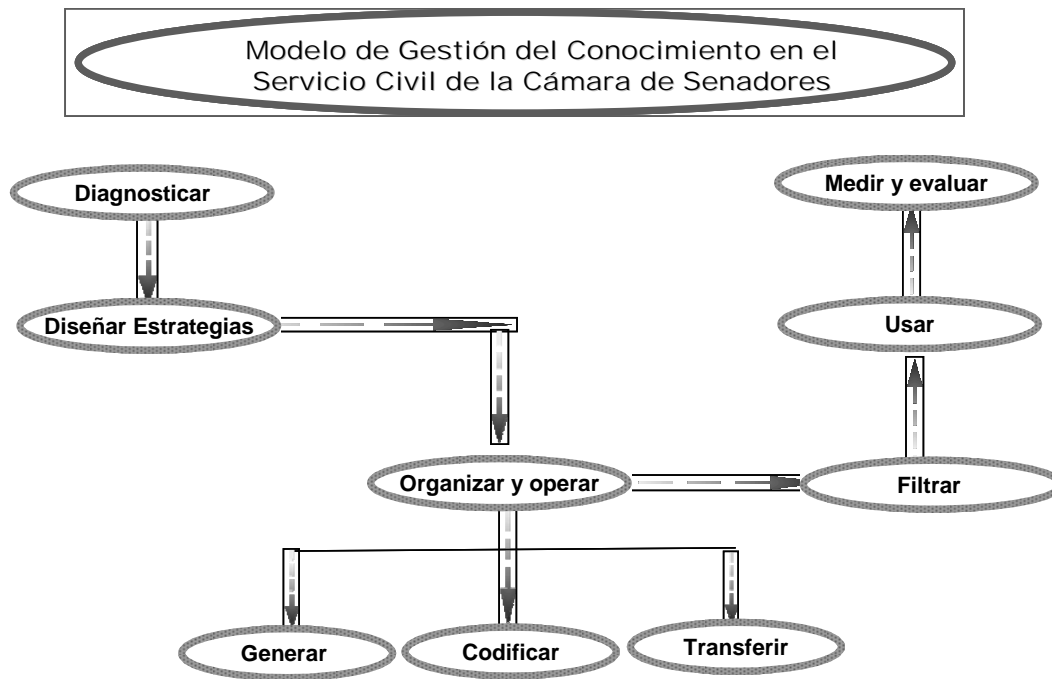 Modelo de Gestión del Conocimiento en el
Servicio Civil de la Cámara de Senadores
Diagnosticar
Medir y evaluar
Diseñar Estrategias
Usar
Organizar y operar
Filtrar
Generar
Codificar
Transferir